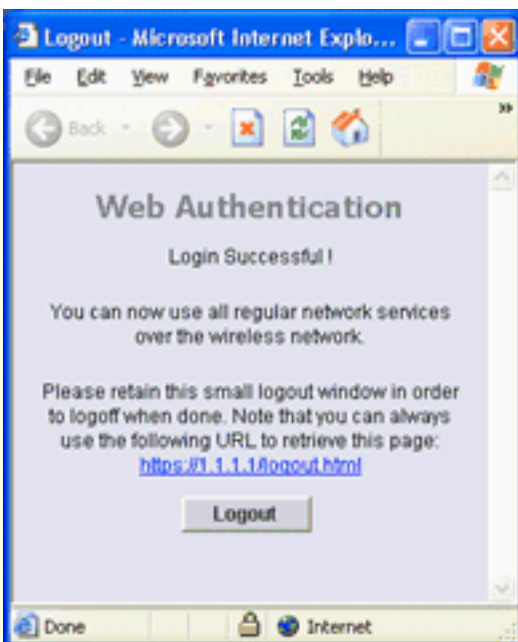 Logout - Microsoft Internet Explo...
File Edit View Favorites Tools Help
Back
Web Authentication
Login Successful !
You can now use all regular network services
over the wireless network.
Please retain this small logout window in order
to logoff when done. Note that you can always
use the following URL to retrieve this page:
https://1.1.1.1/logout.html
Logout
Done Internet